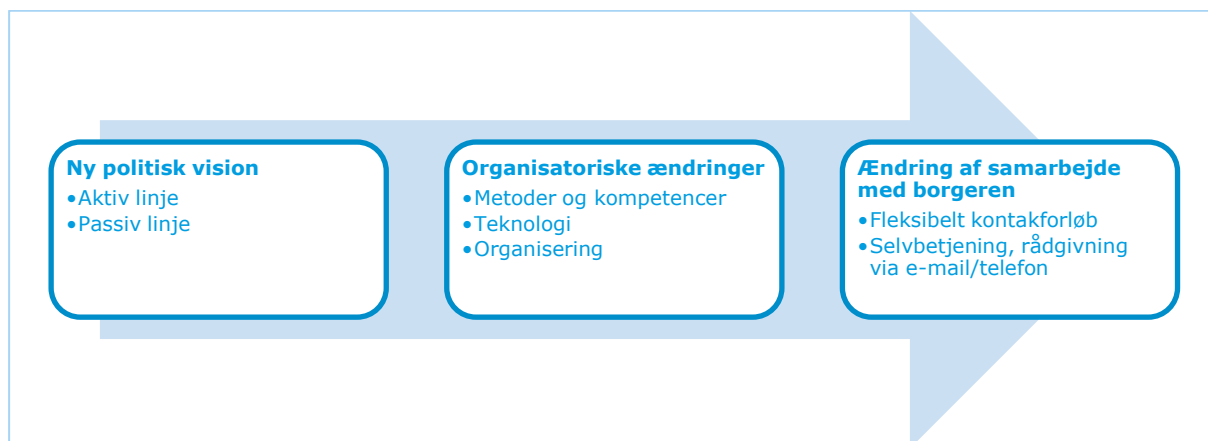 Ny politisk vision
•Aktiv linje
•Passiv linje
Organisatoriske ændringer
•Metoder og kompetencer
•Teknologi
•Organisering
Ændring af samarbejde
med borgeren
•Fleksibelt kontakforløb
•Selvbetjening, rådgivning
via e-mail/telefon